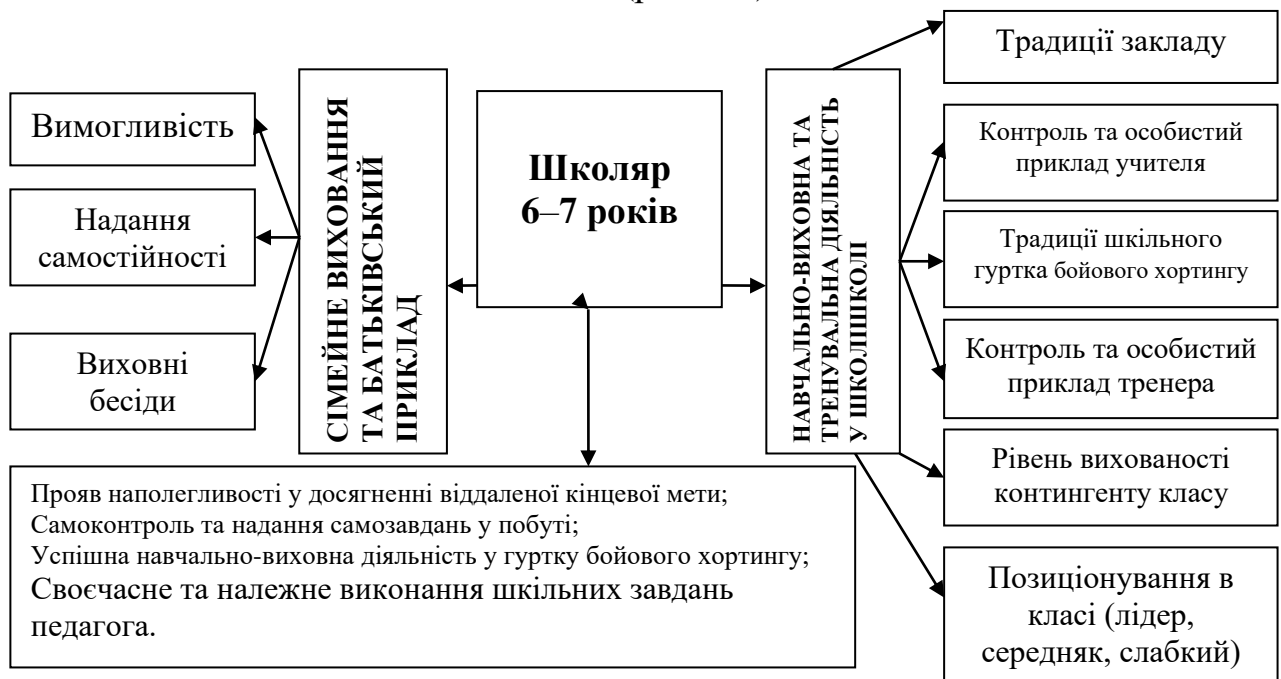 Традиції закладу
Вимогливість
Надання
самостійності
Виховні
бесіди
СІМЕЙНЕ ВИХОВАННЯ
ТА БАТЬКІВСЬКИЙ
ПРИКЛАД
Школяр
6–7 років
НАВЧАЛЬНО-ВИХОВНА ТА
ТРЕНУВАЛЬНА ДІЯЛЬНІСТЬ
У ШКОЛІШКОЛІ
Контроль та особистий
приклад учителя
Традиції шкільного
гуртка бойового хортингу
Контроль та особистий
приклад тренера
Рівень вихованості
контингенту класу
Позиціонування в
класі (лідер,
середняк, слабкий)
Прояв наполегливості у досягненні віддаленої кінцевої мети;
Самоконтроль та надання самозавдань у побуті;
Успішна навчально-виховна діяльність у гуртку бойового хортингу;
Своєчасне та належне виконання шкільних завдань
педагога.